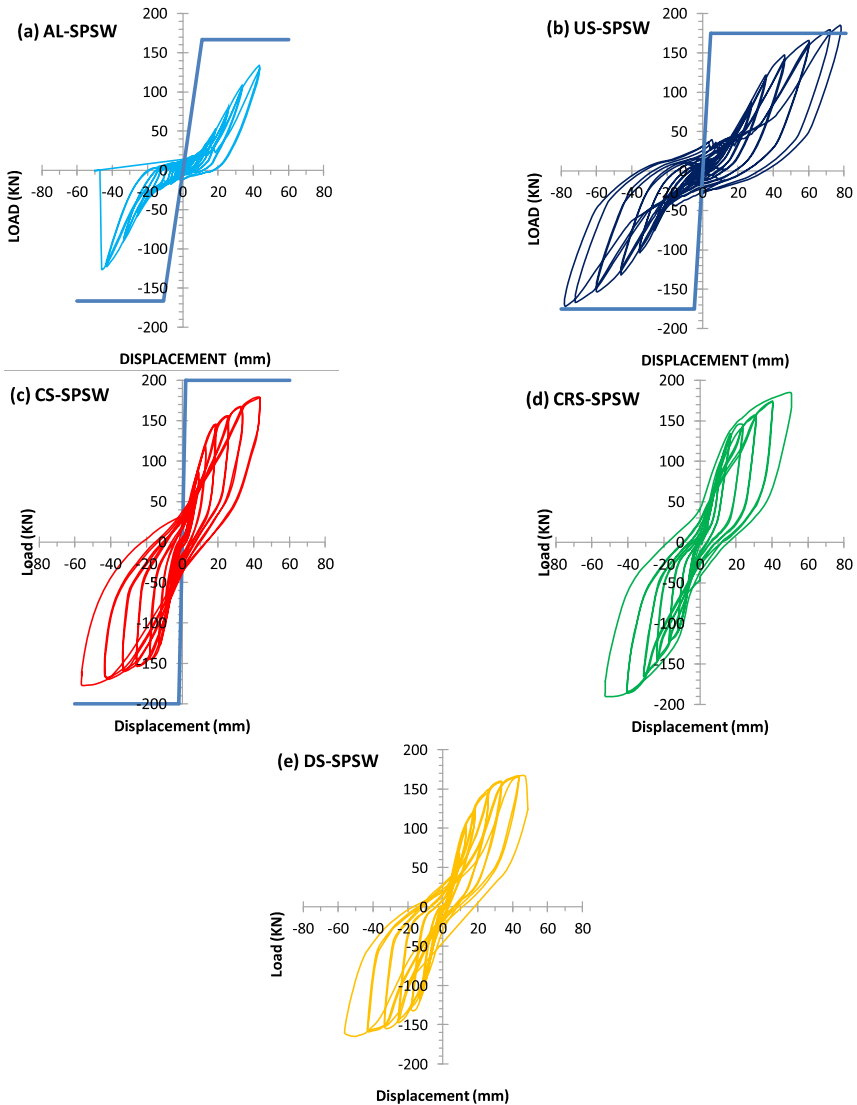 (a) AL-SPSW
200
150
100
50
0
-50
-100
-150
-200
-80 -60 -40 -20 0 20 40 60 80
LOAD (KN)
DISPLACEMENT (mm)
(b) US-SPSW
200
150
100
50
0
-50
-100
-150
-200
-80 -60 -40 -20 0 20 40 60 80
LOAD (KN)
DISPLACEMENT (mm)
(c) CS-SPSW
200
150
100
50
0
-50
-100
-150
-200
-80 -60 -40 -20 0 20 40 60 80
Load (KN)
Displacement (mm)
(d) CRS-SPSW
200
150
100
50
0
-50
-100
-150
-200
-80 -60 -40 -20 0 20 40 60 80
Load (KN)
Displacement (mm)
(e) DS-SPSW
200
150
100
50
0
-50
-100
-150
-200
-80 -60 -40 -20 0 20 40 60 80
Load (KN)
Displacement (mm)